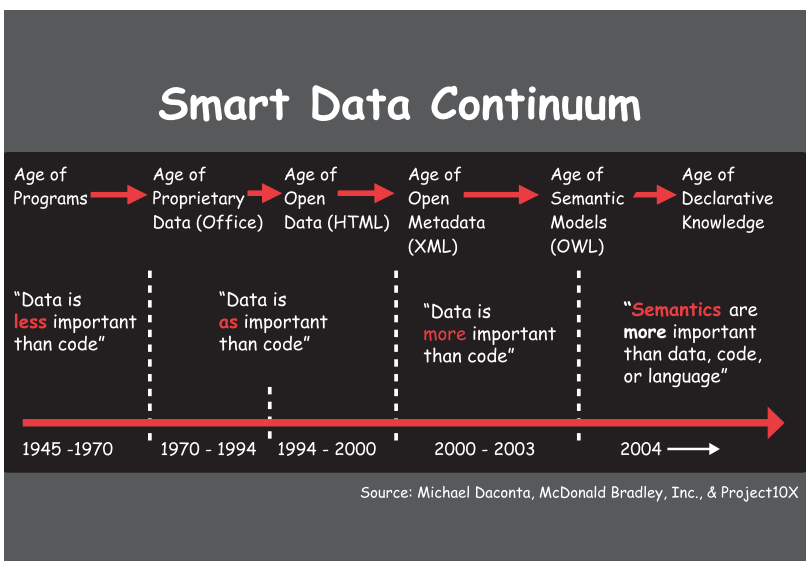 Smart Data Continuum
Age of
Programs
Age of
Proprietary
Data (Office)
Age of
Open
Data (HTML)
Age of
Open
Metadata
(XML)
Age of
Semantic
Models
(OWL)
Age of
Declarative
Knowledge
“Data is
less important
than code”
“Data is
as important
than code”
“Data is
more important
than code”
“Semantics are
more important
than data, code,
or language”
1945 -1970
1970 - 1994
1994 - 2000
2000 - 2003
2004
Source: Michael Daconta, McDonald Bradley, Inc., & Project10X